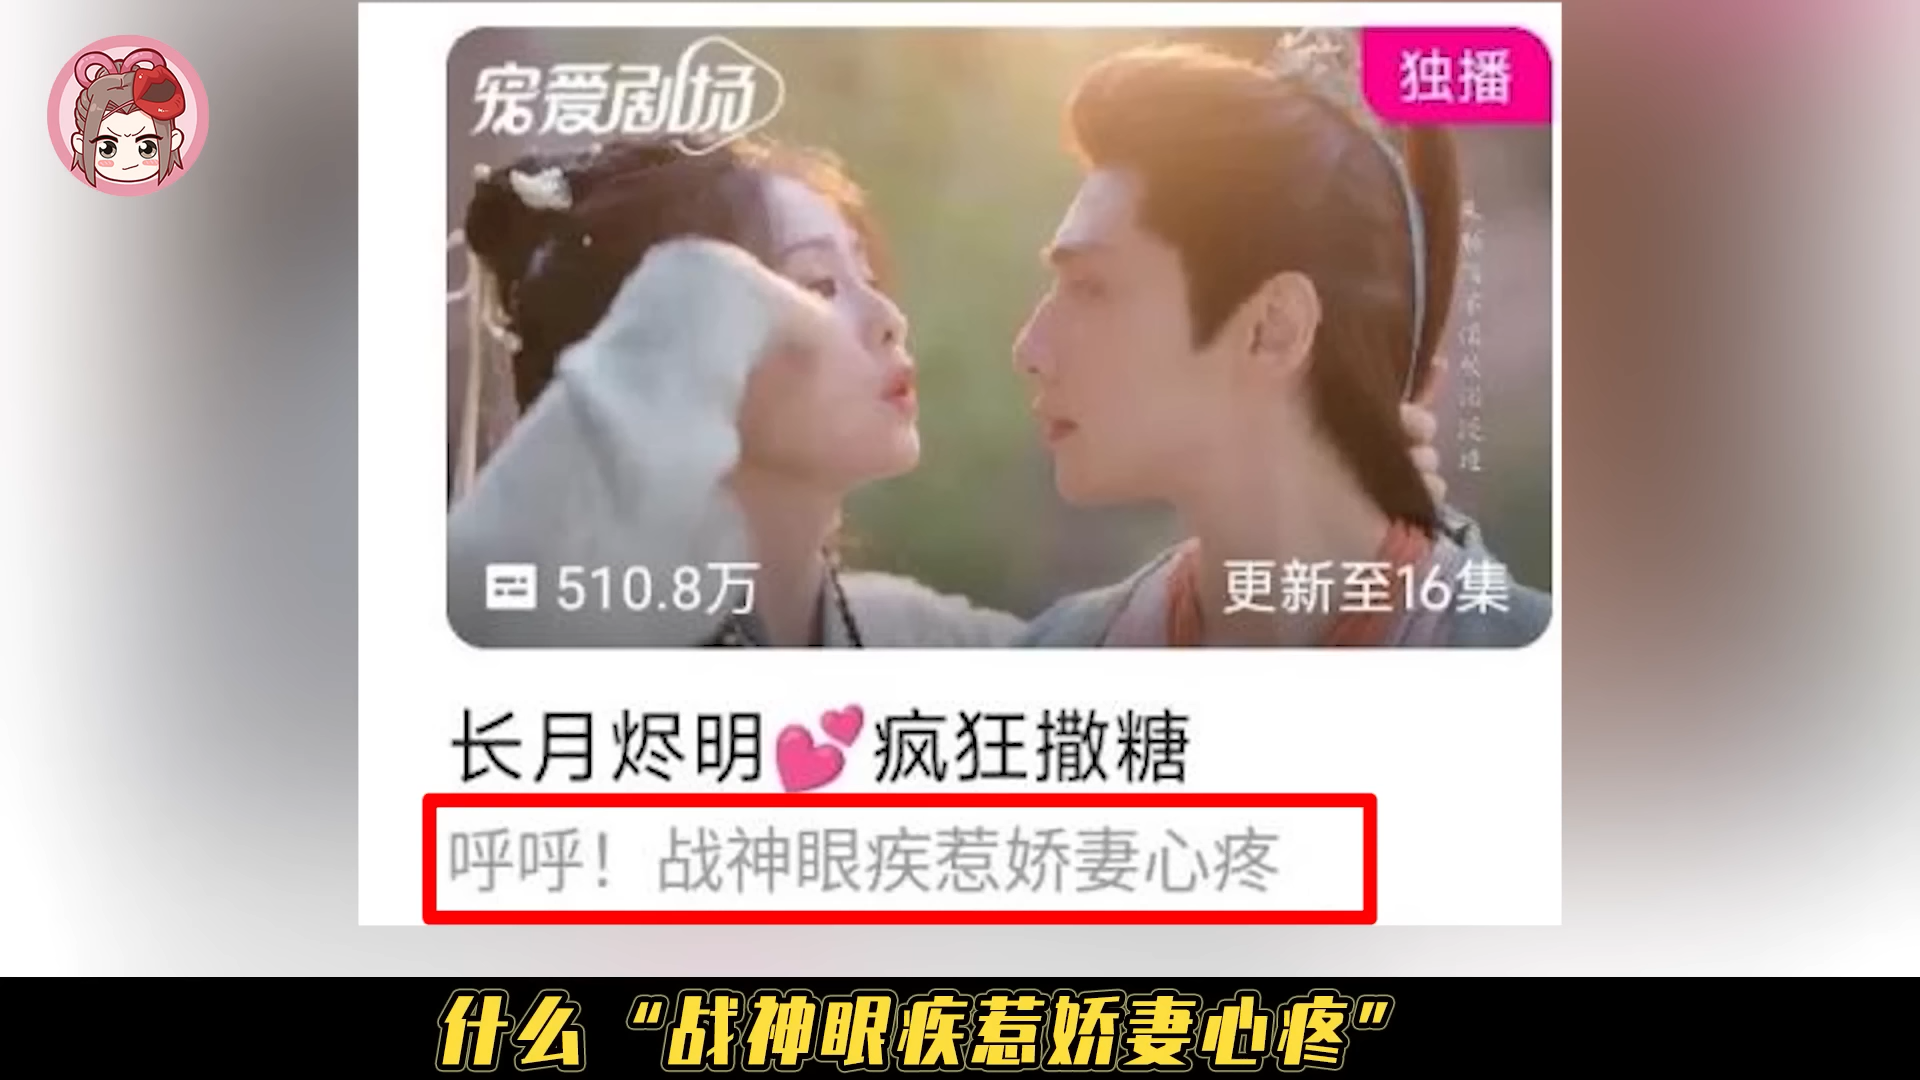 宠爱剧场
独播
510.8万
更新至16集
长月烬明💕疯狂撒糖
呼呼！战神眼疾惹娇妻心疼
什么“战神眼疾惹娇妻心疼”